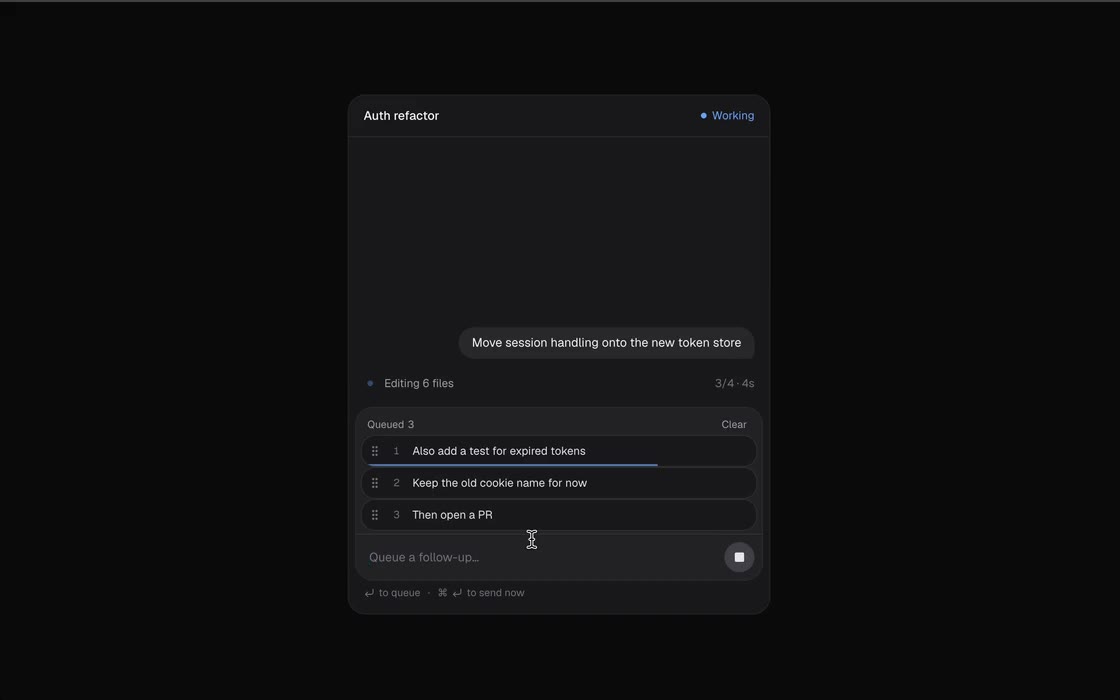 Auth refactor
Working
Move session handling onto the new token store
Editing 6 files
3/4 · 4s
Queued 3
Clear
1 Also add a test for expired tokens
2 Keep the old cookie name for now
3 Then open a PR
Queue a follow-up...
↵ to queue · ⌘ ↵ to send now